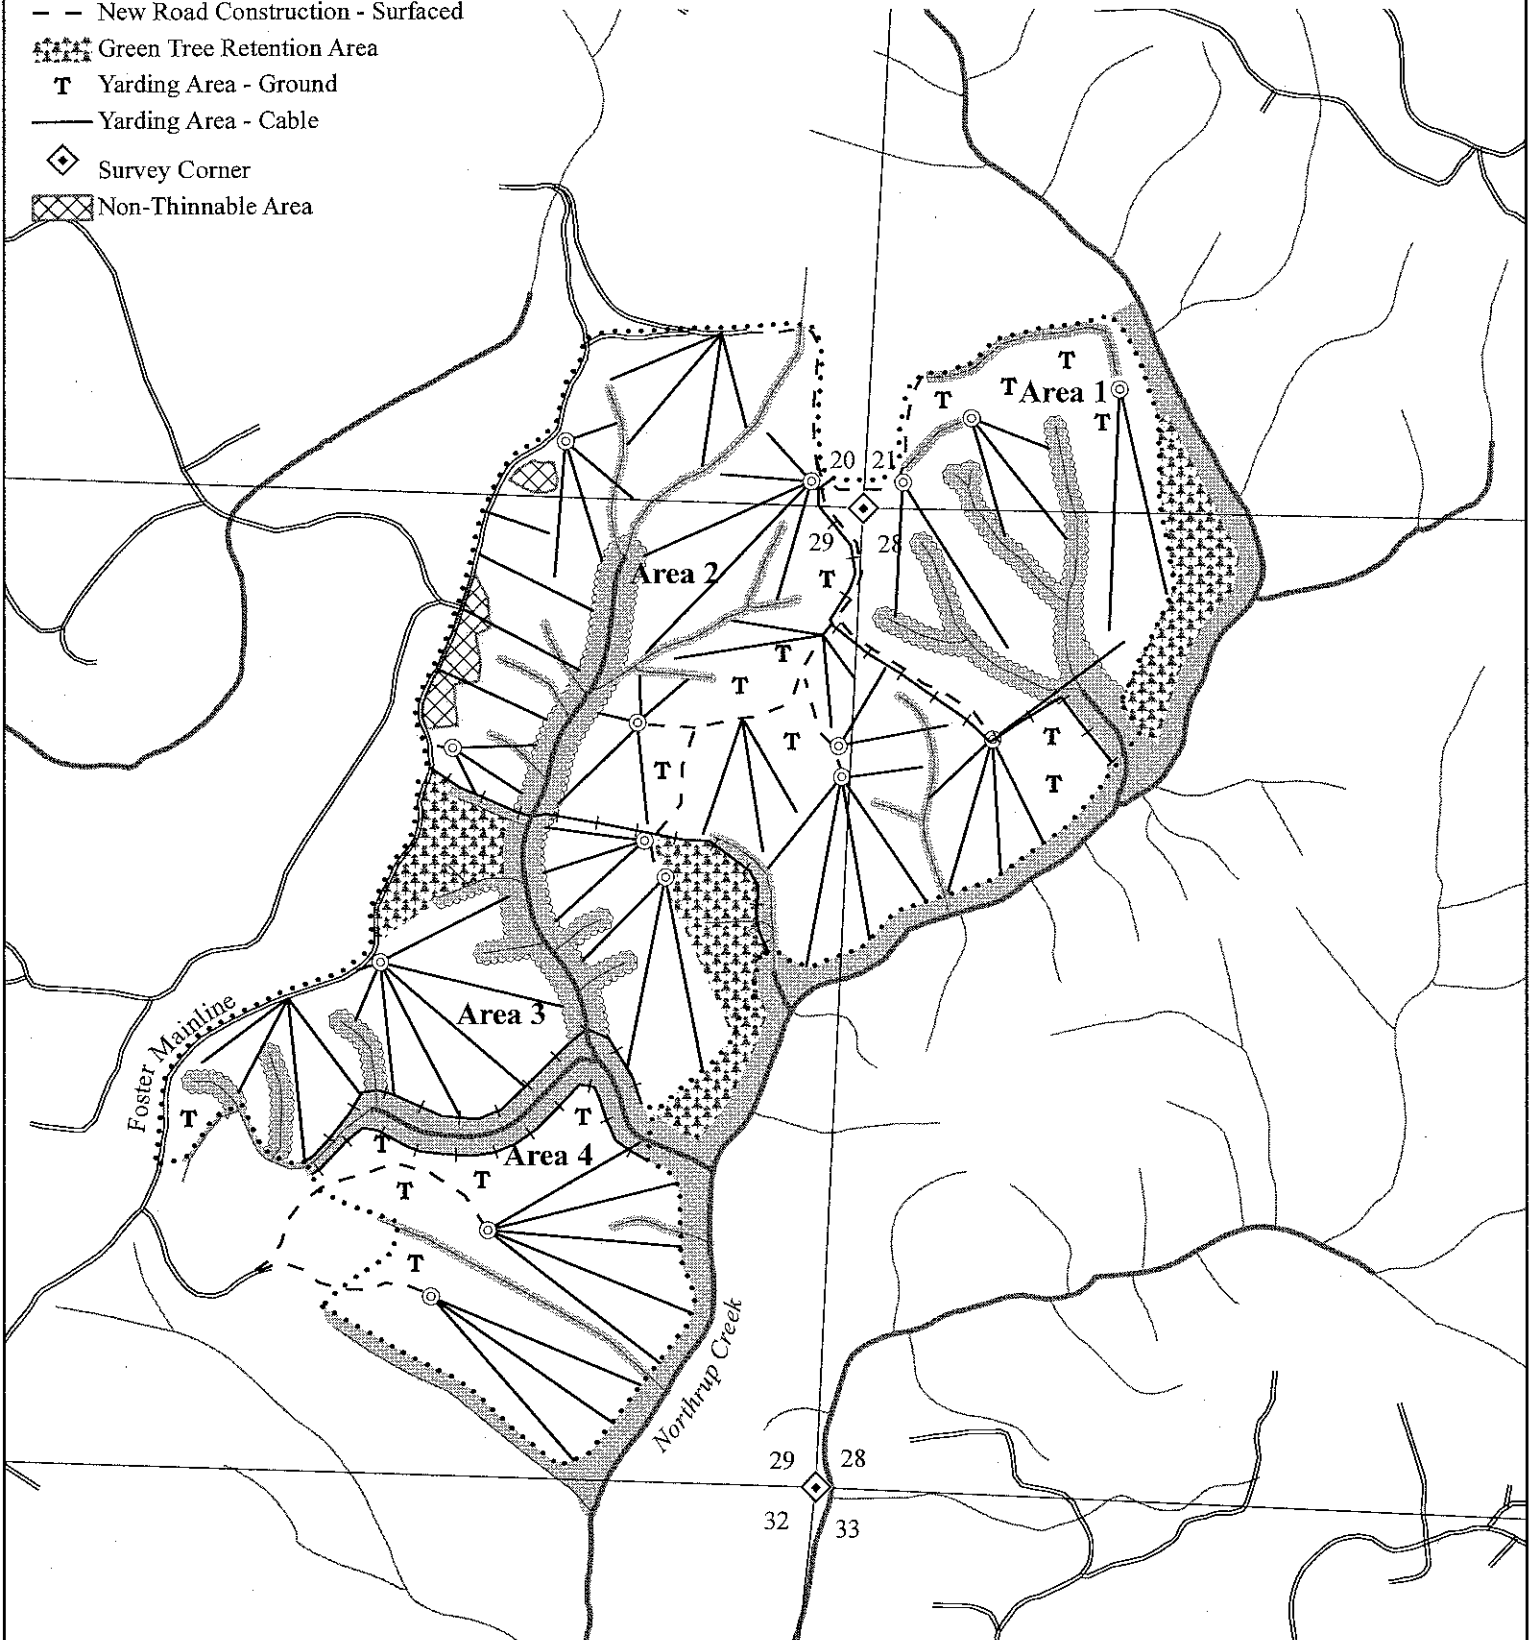 New Road Construction - Surfaced
Green Tree Retention Area
T Yarding Area - Ground
Yarding Area - Cable
Survey Corner
Non-Thinnable Area
T
T Area 1
T
T
20 21
29 28
Area 2
T
T
T
T
T
T
T
Area 3
Foster Mainline
T
T
T
Area 4
T
T
T
Northrup Creek
29 28
32 33